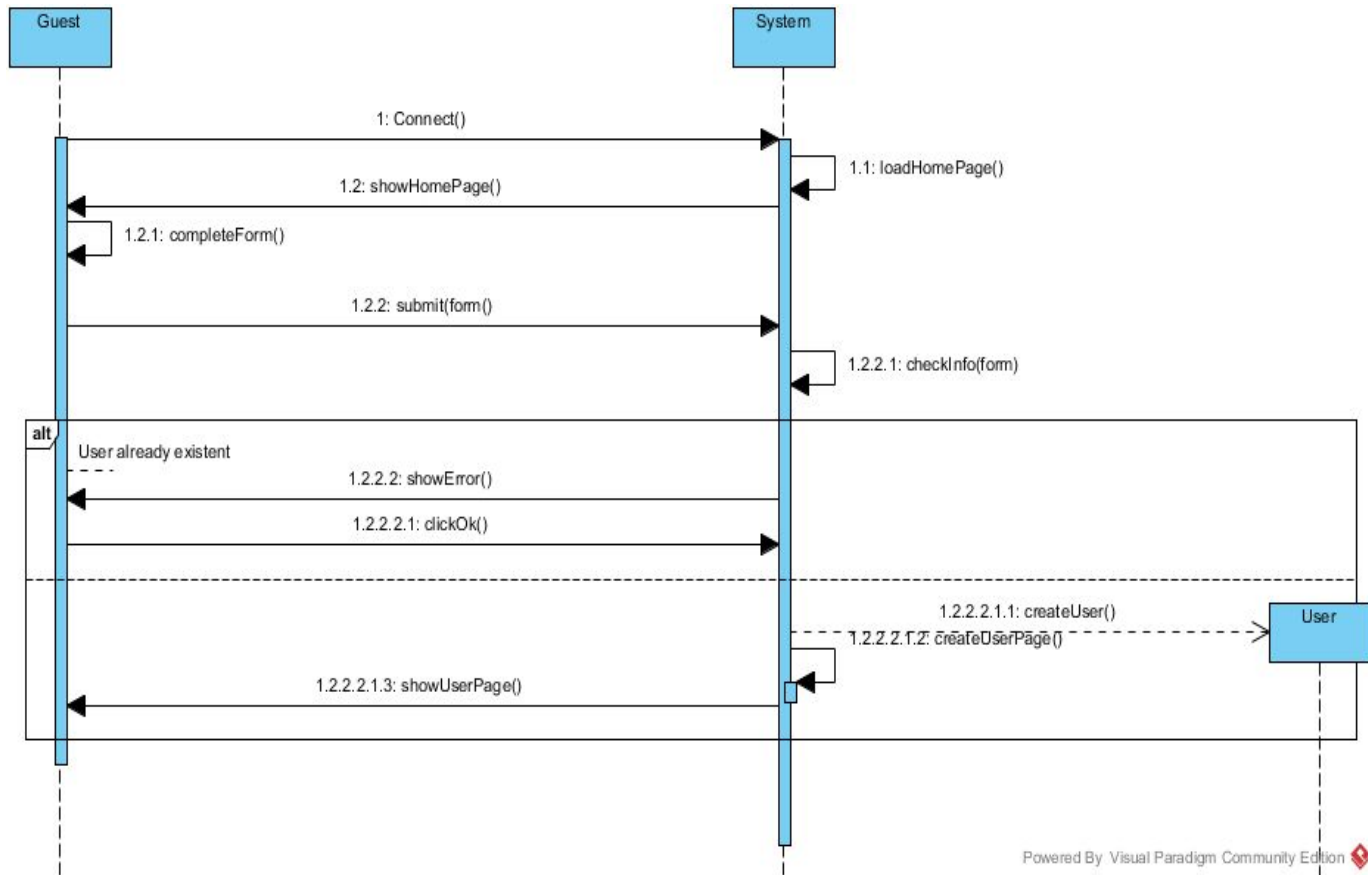 Guest
System
1: Connect()
1.1: loadHomePage()
1.2: showHomePage()
1.2.1: completeForm()
1.2.2: submit(form()
1.2.2.1: checkInfo(form)
alt
User already existent
1.2.2.2: showError()
1.2.2.2.1: clickOk()
1.2.2.2.1.1: createUser()
User
1.2.2.2.1.2: createUserPage()
1.2.2.2.1.3: showUserPage()
Powered By Visual Paradigm Community Edition